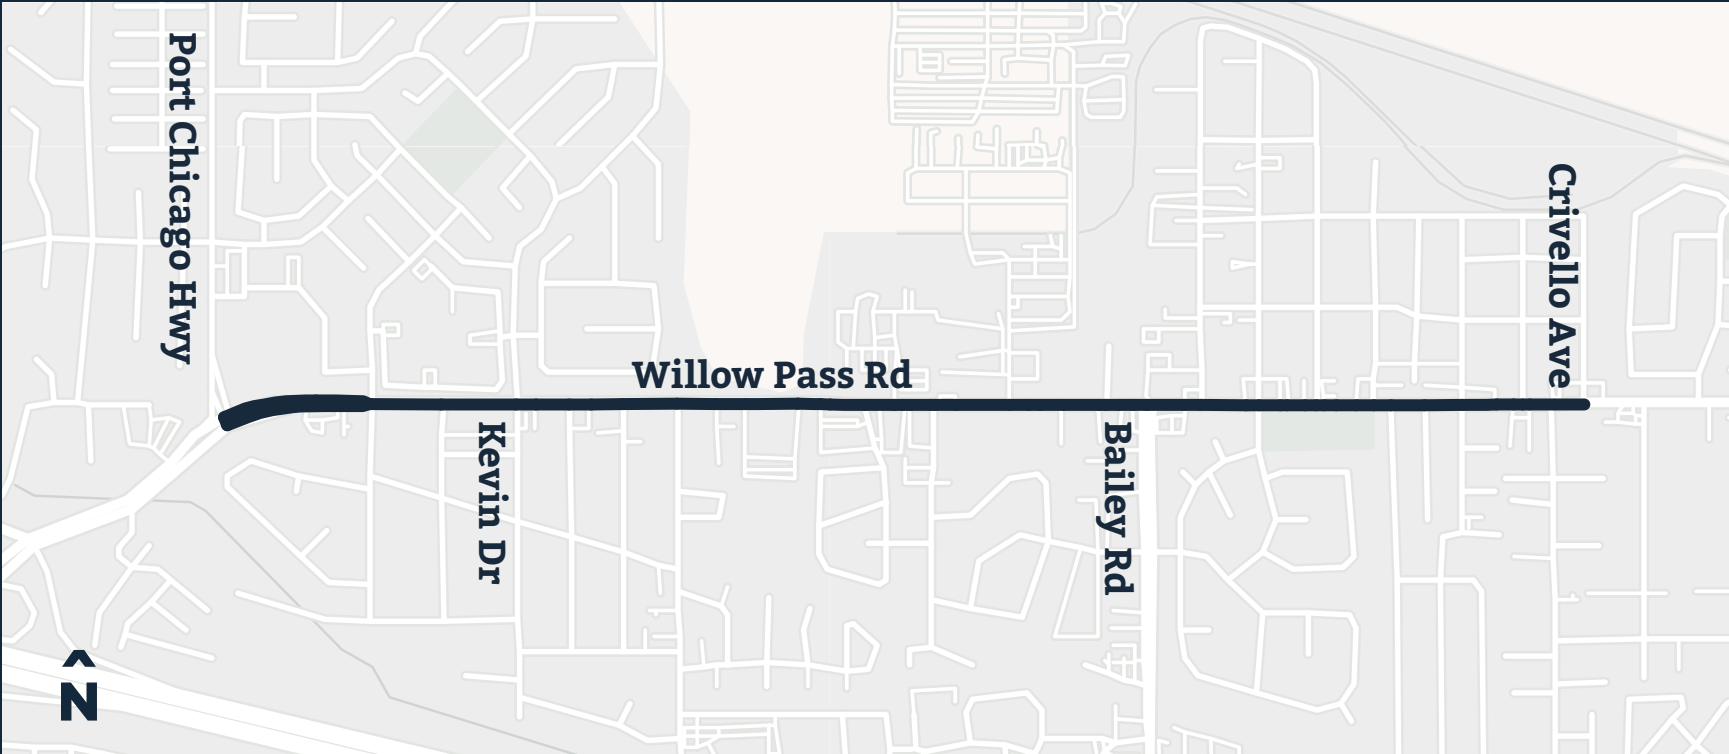 Port Chicago Hwy
Crivello Ave
Willow Pass Rd
Kevin Dr
Bailey Rd
N